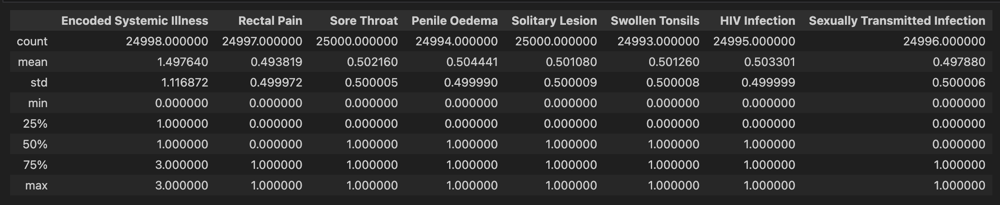 Encoded Systemic Illness Rectal Pain Sore Throat Penile Oedema Solitary Lesion Swollen Tonsils HIV Infection Sexually Transmitted Infection
count 24998.000000 24997.000000 25000.000000 24994.000000 25000.000000 24993.000000 24995.000000 24996.000000
mean 1.497640 0.493819 0.502160 0.504441 0.501080 0.501260 0.503301 0.497880
std 1.116872 0.499972 0.500005 0.499990 0.500009 0.500008 0.499999 0.500006
min 0.000000 0.000000 0.000000 0.000000 0.000000 0.000000 0.000000 0.000000
25% 1.000000 0.000000 0.000000 0.000000 0.000000 0.000000 0.000000 0.000000
50% 1.000000 0.000000 1.000000 1.000000 1.000000 1.000000 1.000000 0.000000
75% 3.000000 1.000000 1.000000 1.000000 1.000000 1.000000 1.000000 1.000000
max 3.000000 1.000000 1.000000 1.000000 1.000000 1.000000 1.000000 1.000000